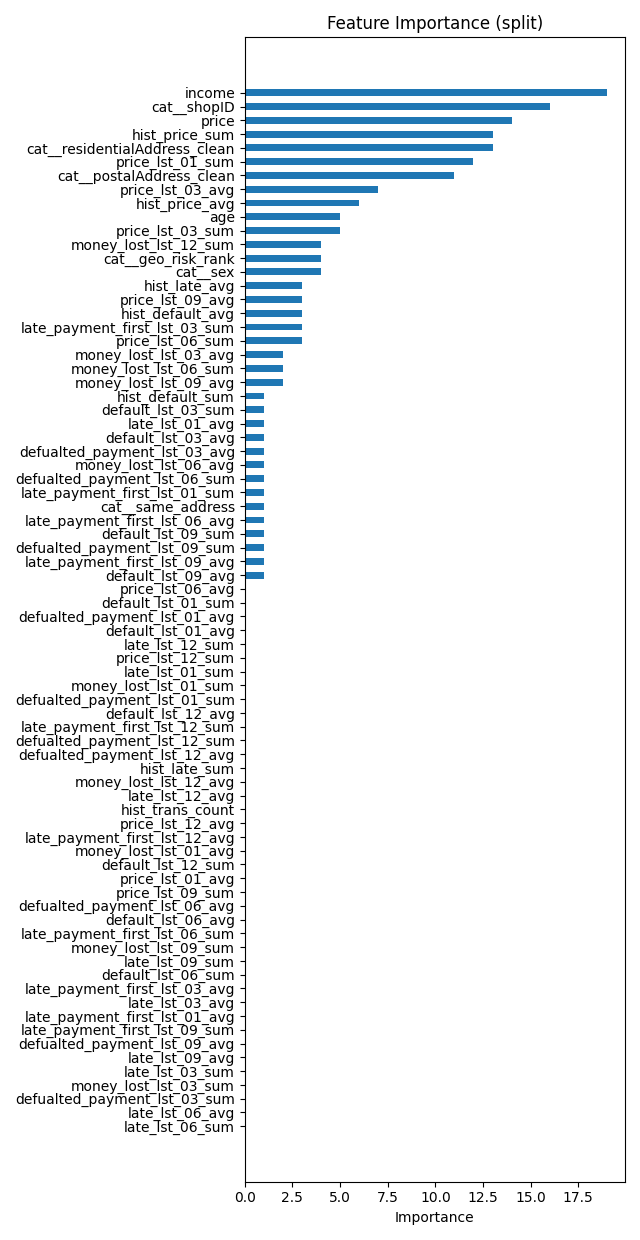 Feature Importance (split)
income
cat__shopID
price
hist_price_sum
cat__residentialAddress_clean
price_lst_01_sum
cat__postalAddress_clean
price_lst_03_avg
hist_price_avg
age
price_lst_03_sum
money_lost_lst_12_sum
cat__geo_risk_rank
cat__sex
hist_late_avg
price_lst_09_avg
hist_default_avg
late_payment_first_lst_03_sum
price_lst_06_sum
money_lost_lst_03_avg
money_lost_lst_06_sum
money_lost_lst_09_avg
hist_default_sum
default_lst_03_sum
late_lst_01_avg
default_lst_03_avg
defualted_payment_lst_03_avg
money_lost_lst_06_avg
defualted_payment_lst_06_sum
late_payment_first_lst_01_sum
cat__same_address
late_payment_first_lst_06_avg
default_lst_09_sum
defualted_payment_lst_09_sum
late_payment_first_lst_09_avg
default_lst_09_avg
price_lst_06_avg
default_lst_01_sum
defualted_payment_lst_01_avg
default_lst_01_avg
late_lst_12_sum
price_lst_12_sum
late_lst_01_sum
money_lost_lst_01_sum
defualted_payment_lst_01_sum
default_lst_12_avg
late_payment_first_lst_12_sum
defualted_payment_lst_12_sum
defualted_payment_lst_12_avg
hist_late_sum
money_lost_lst_12_avg
late_lst_12_avg
hist_trans_count
price_lst_12_avg
late_payment_first_lst_12_avg
money_lost_lst_01_avg
default_lst_12_sum
price_lst_01_avg
price_lst_09_sum
defualted_payment_lst_06_avg
default_lst_06_avg
late_payment_first_lst_06_sum
money_lost_lst_09_sum
late_lst_09_sum
default_lst_06_sum
late_payment_first_lst_03_avg
late_lst_03_avg
late_payment_first_lst_01_avg
late_payment_first_lst_09_sum
defualted_payment_lst_09_avg
late_lst_09_avg
late_lst_03_sum
money_lost_lst_03_sum
defualted_payment_lst_03_sum
late_lst_06_avg
late_lst_06_sum
0.0 2.5 5.0 7.5 10.0 12.5 15.0 17.5
Importance